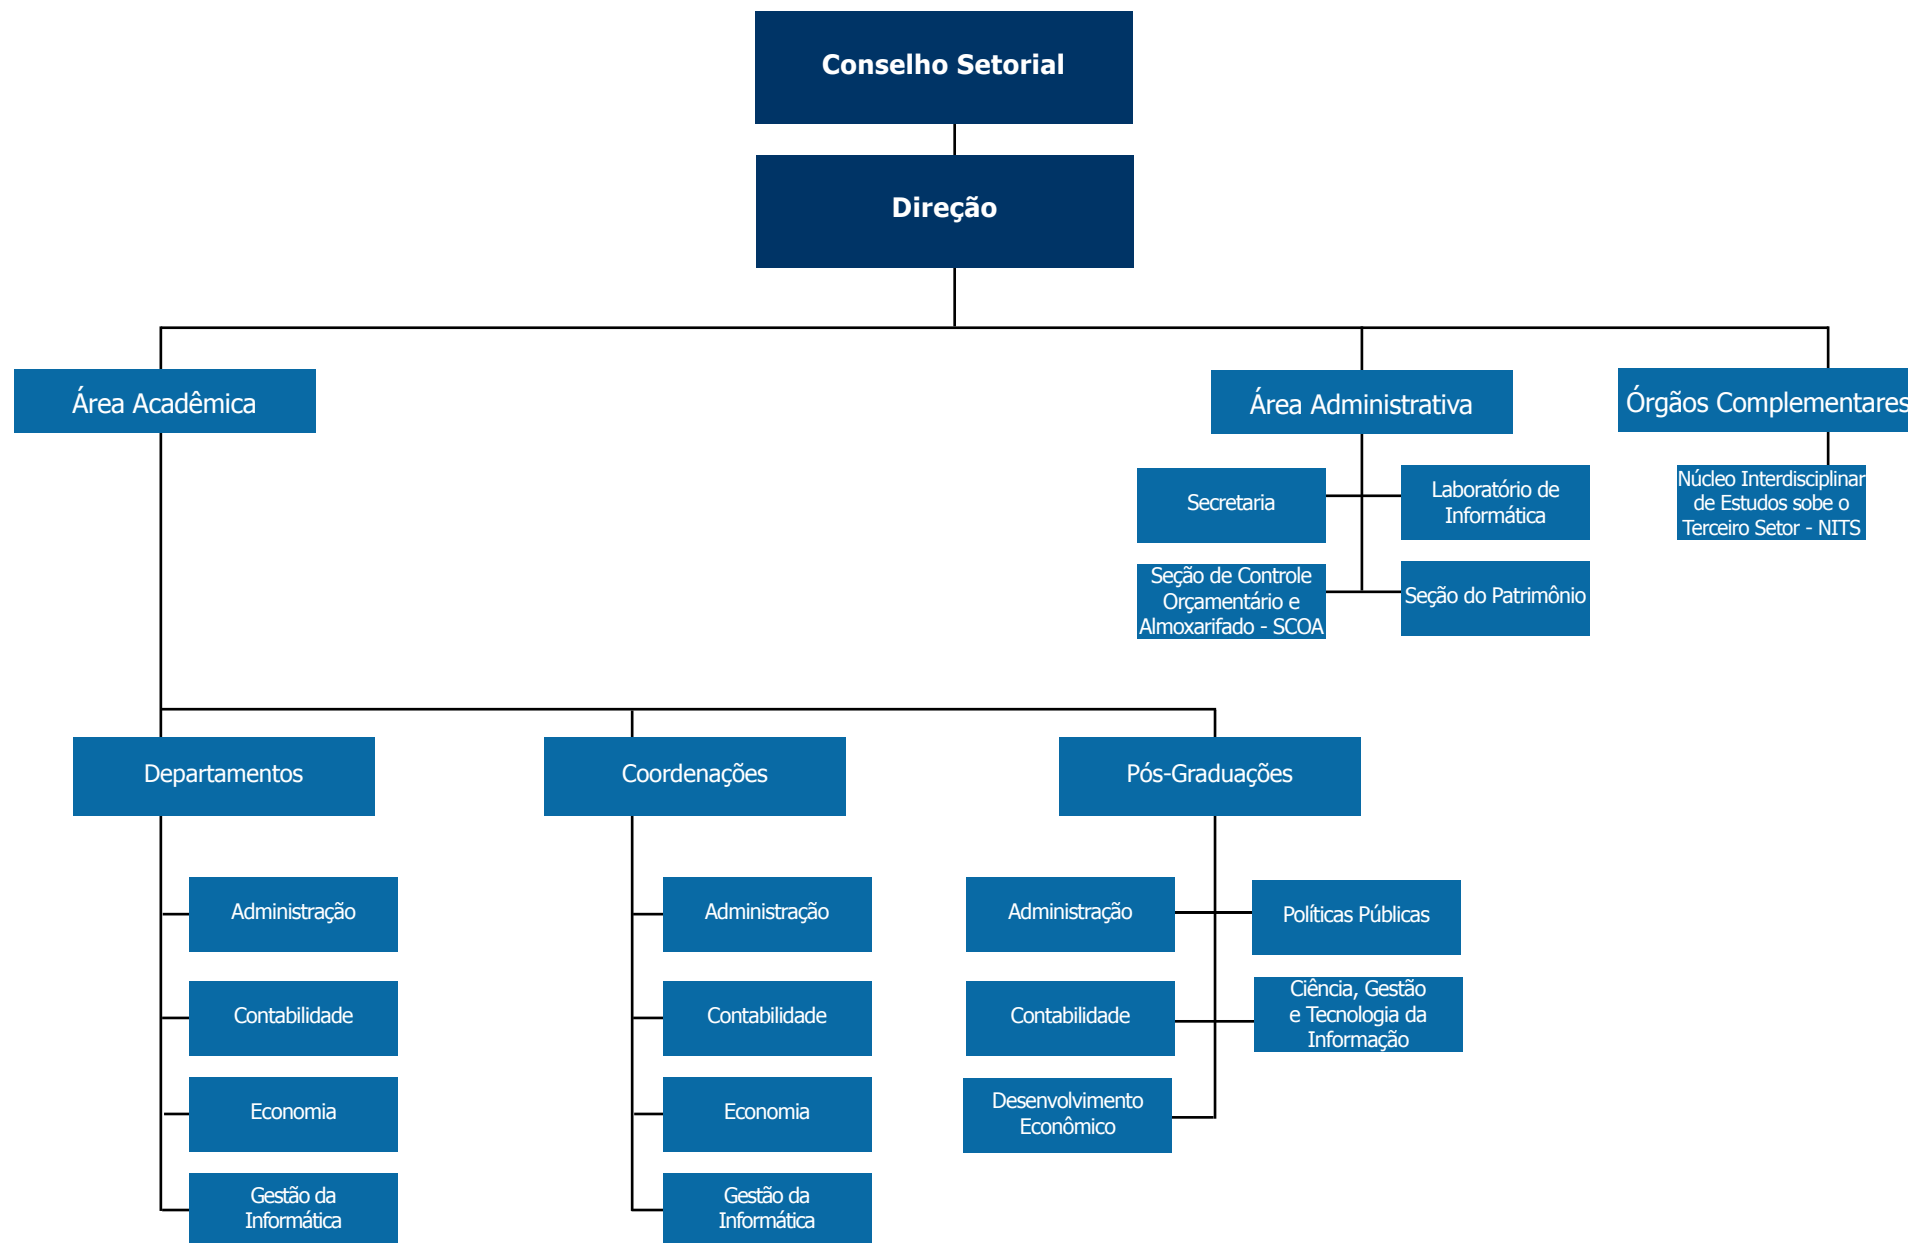 Conselho Setorial
Direção
Área Acadêmica
Área Administrativa
Órgãos Complementares
Secretaria
Laboratório de
Informática
Seção de Controle
Orçamentário e
Almoxarifado - SCOA
Seção do Patrimônio
Núcleo Interdisciplinar
de Estudos sobe o
Terceiro Setor - NITS
Departamentos
Coordenações
Pós-Graduações
Administração
Contabilidade
Economia
Gestão da
Informática
Administração
Contabilidade
Economia
Gestão da
Informática
Administração
Políticas Públicas
Contabilidade
Ciência, Gestão
e Tecnologia da
Informação
Desenvolvimento
Econômico